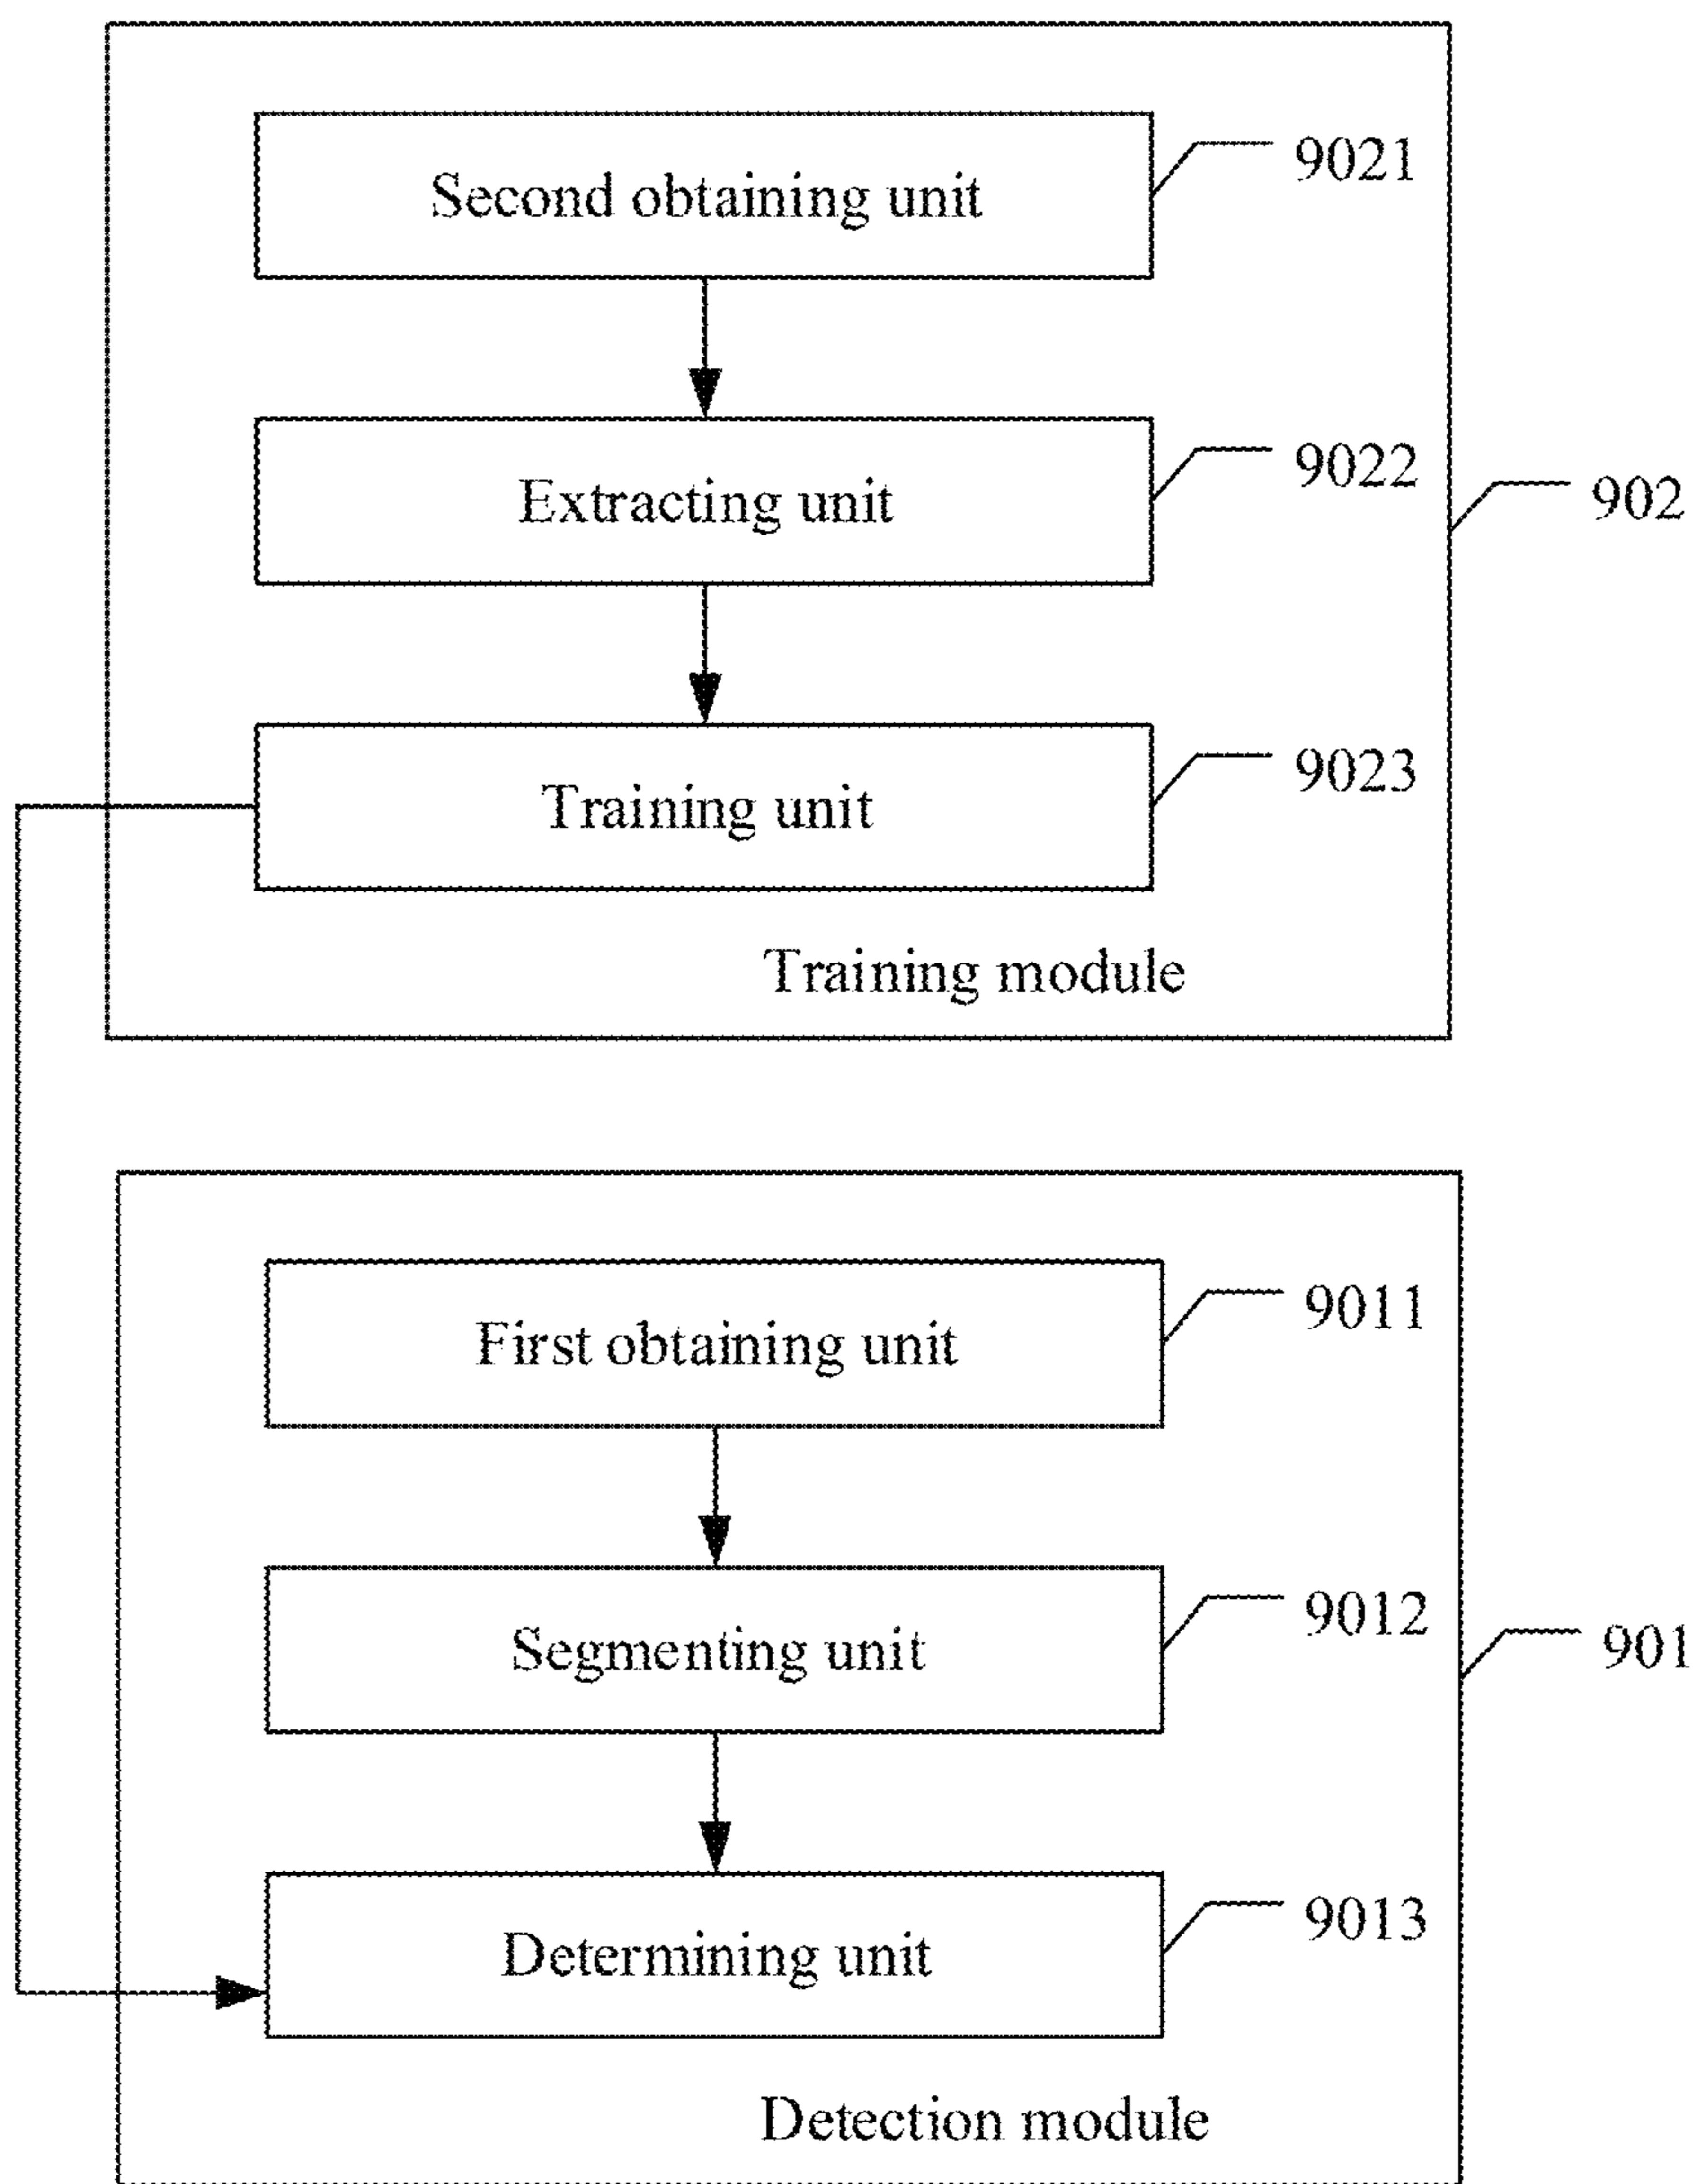 Second obtaining unit
9021
Extracting unit
9022
902
Training unit
9023
Training module
First obtaining unit
9011
Segmenting unit
9012
901
Determining unit
9013
Detection module